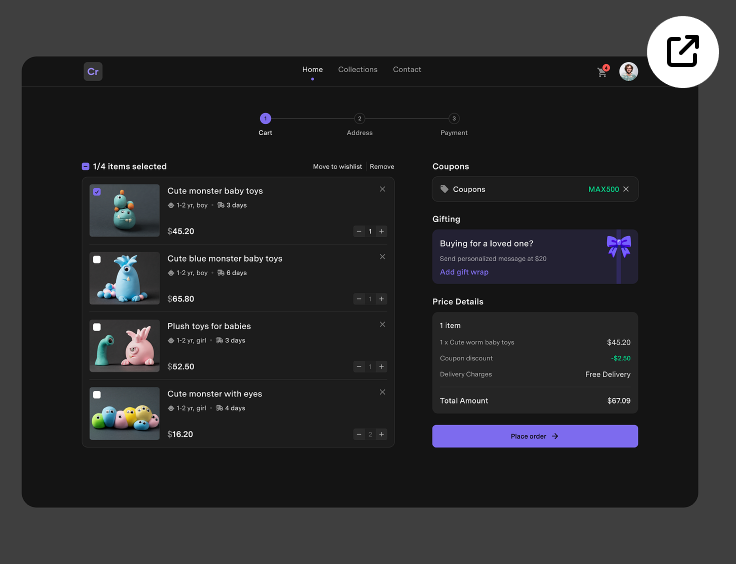 Cr
Home Collections Contact
4
1 2 3
Cart Address Payment
1/4 items selected
Move to wishlist Remove
Cute monster baby toys
1-2 yr, boy 3 days
$45.20
1
Cute blue monster baby toys
1-2 yr, boy 6 days
$65.80
1
Plush toys for babies
1-2 yr, girl 3 days
$52.50
1
Cute monster with eyes
1-2 yr, girl 4 days
$16.20
2
Coupons
Coupons MAX500
Gifting
Buying for a loved one?
Send personalized message at $20
Add gift wrap
Price Details
1 item
1 x Cute worm baby toys $45.20
Coupon discount -$2.50
Delivery Charges Free Delivery
Total Amount $67.09
Place order